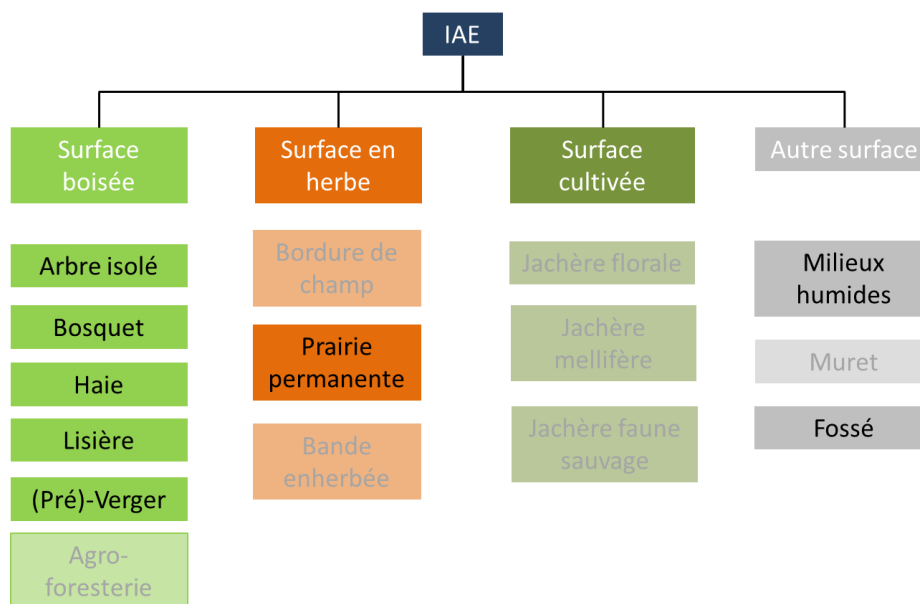 IAE
Surface
boisée
Surface en
herbe
Surface
cultivée
Autre surface
Arbre isolé
Bosquet
Haie
Lisière
(Pré)-Verger
Agro-
foresterie
Bordure de
champ
Prairie
permanente
Bande
enherbée
Jachère florale
Jachère
mellifère
Jachère faune
sauvage
Milieux
humides
Muret
Fossé